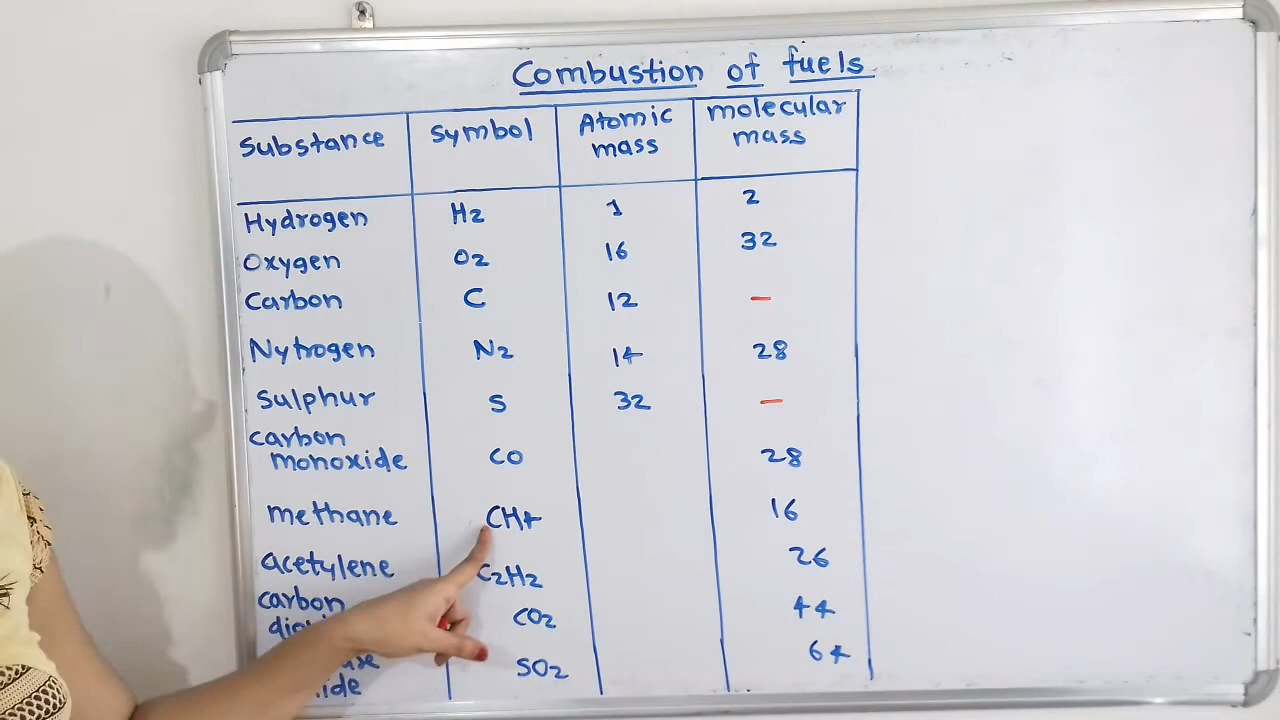 Combustion of fuels
Substance Symbol Atomic mass molecular mass
Hydrogen H2 1 2
Oxygen O2 16 32
Carbon C 12 —
Nytrogen N2 14 28
Sulphur S 32 —
carbon
monoxide CO 28
methane CH4 16
acetylene C2H2 26
carbon
CO2 44
SO2 64